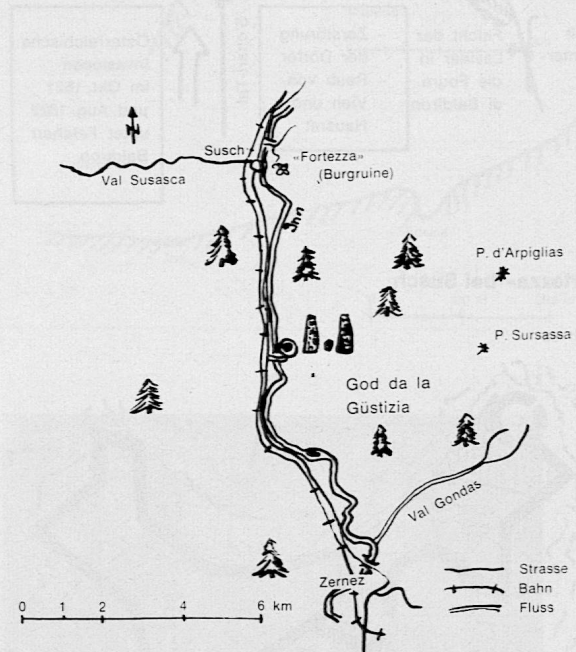 Susch
«Fortezza»
(Burgruine)
Val Susasca
Inn
P. d'Arpiglias
P. Sursassa
God da la
Güstizia
Val Gondas
Zernez
Strasse
Bahn
Fluss
0 1 2 4 6 km